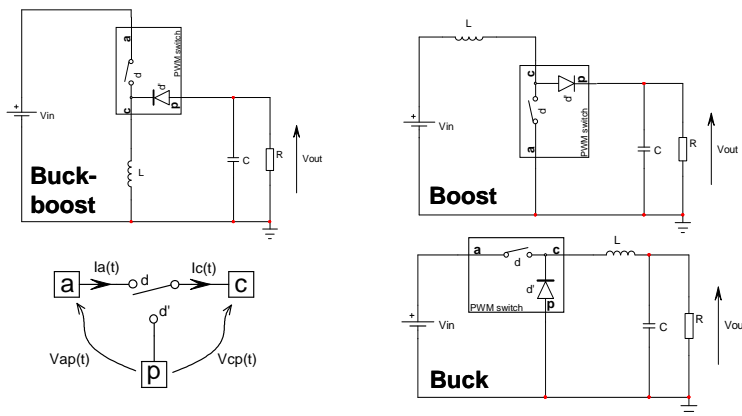 a
PWM switch
d
d'
c
p
+
Vin
L
C
R
Vout
Buck-
boost
L
c
p
PWM switch
d'
d
a
+
Vin
C
R
Vout
Boost
a
c
d
d'
p
PWM switch
L
+
Vin
C
R
Vou
Buck
Ia(t)
d
Ic(t)
a
c
d'
Vap(t)
Vcp(t)
p